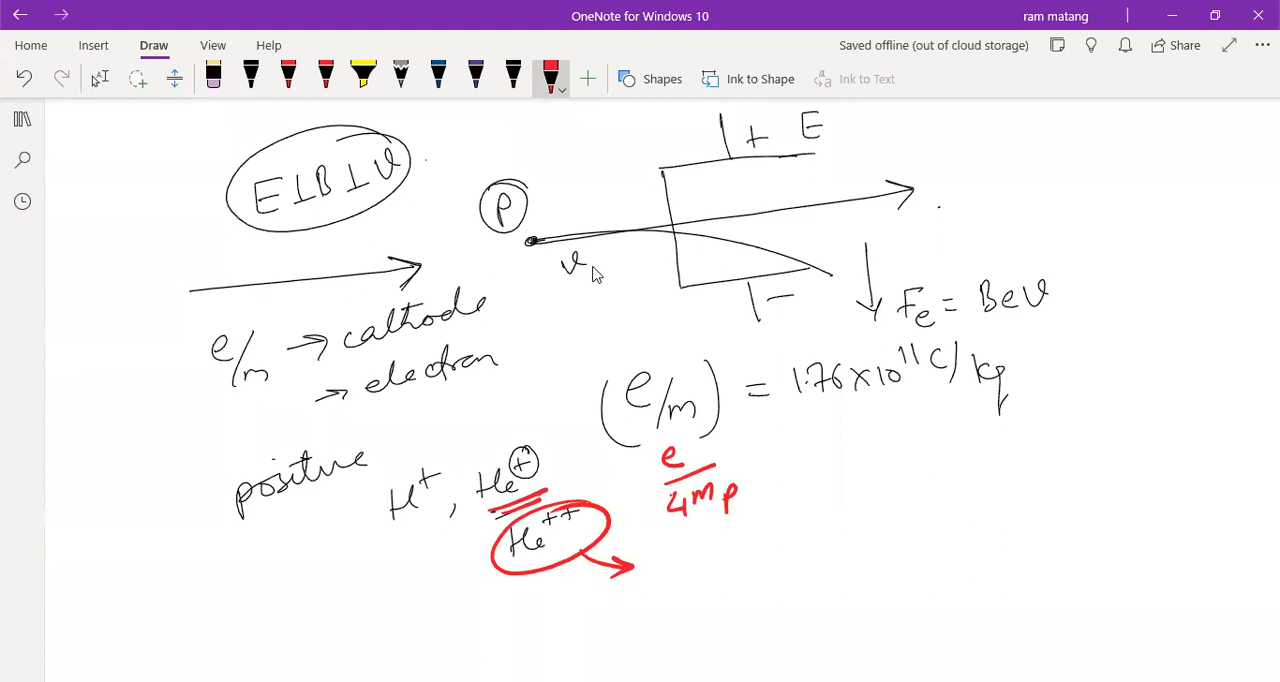 OneNote for Windows 10
ram matang
Home Insert Draw View Help
Saved offline (out of cloud storage)
Share
Shapes
Ink to Shape
Ink to Text
E⊥B⊥v
P
v
+ E
−
Fe = Bev
e/m → cathode
→ electron
(e/m) = 1.76×10¹¹ C/kg
positive H⁺, He⁺
He⁺⁺
e/4mp